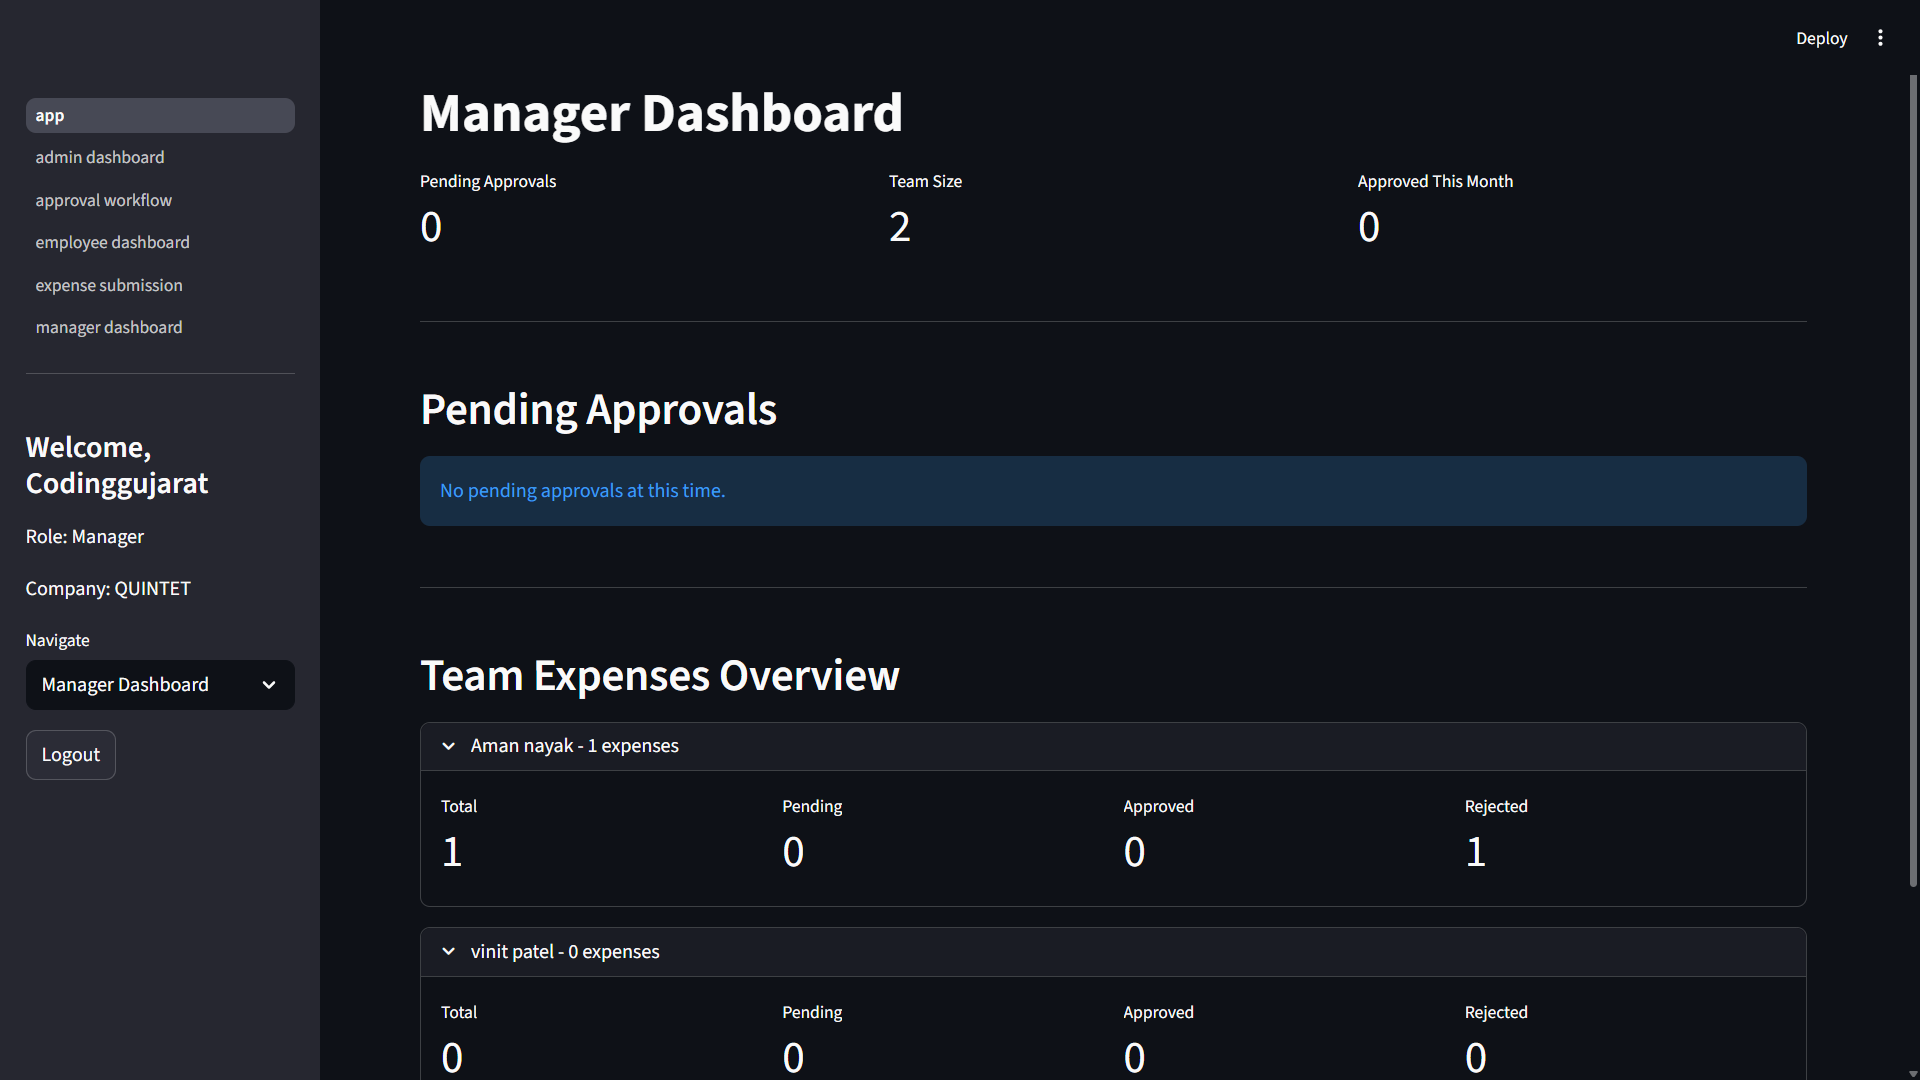 Deploy
app
admin dashboard
approval workflow
employee dashboard
expense submission
manager dashboard
Welcome,
Codinggujarat
Role: Manager
Company: QUINTET
Navigate
Manager Dashboard
Logout
Manager Dashboard
Pending Approvals Team Size Approved This Month
0 2 0
Pending Approvals
No pending approvals at this time.
Team Expenses Overview
Aman nayak - 1 expenses
Total Pending Approved Rejected
1 0 0 1
vinit patel - 0 expenses
Total Pending Approved Rejected
0 0 0 0